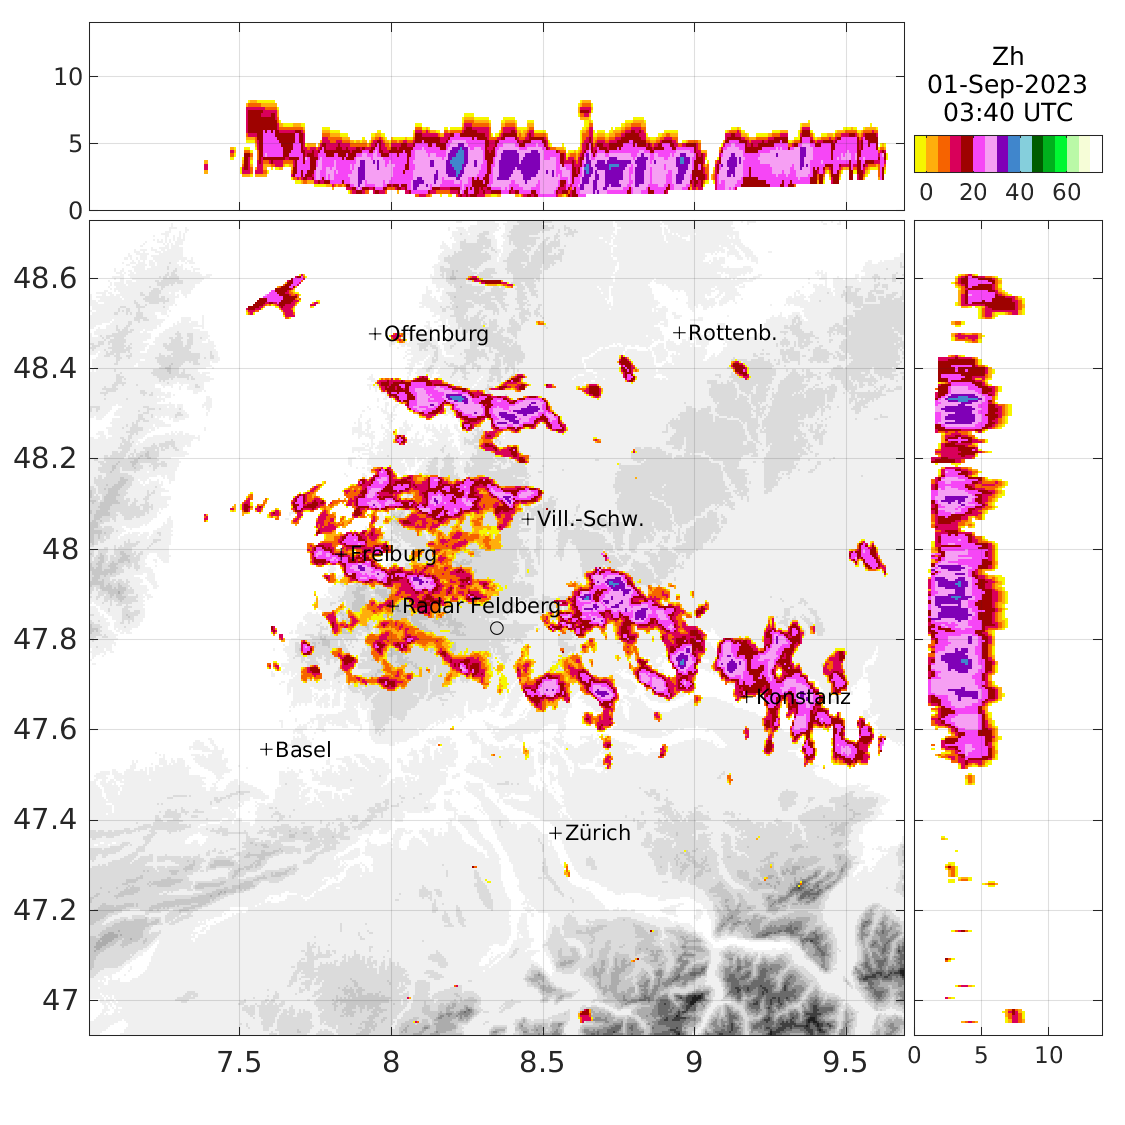 10
5
0
Zh
01-Sep-2023
03:40 UTC
0 20 40 60
48.6
48.4
48.2
48
47.8
47.6
47.4
47.2
47
+Offenburg
+Rottenb.
+Vill.-Schw.
+Freiburg
+Radar Feldberg
+Konstanz
+Basel
+Zürich
7.5 8 8.5 9 9.5
0 5 10